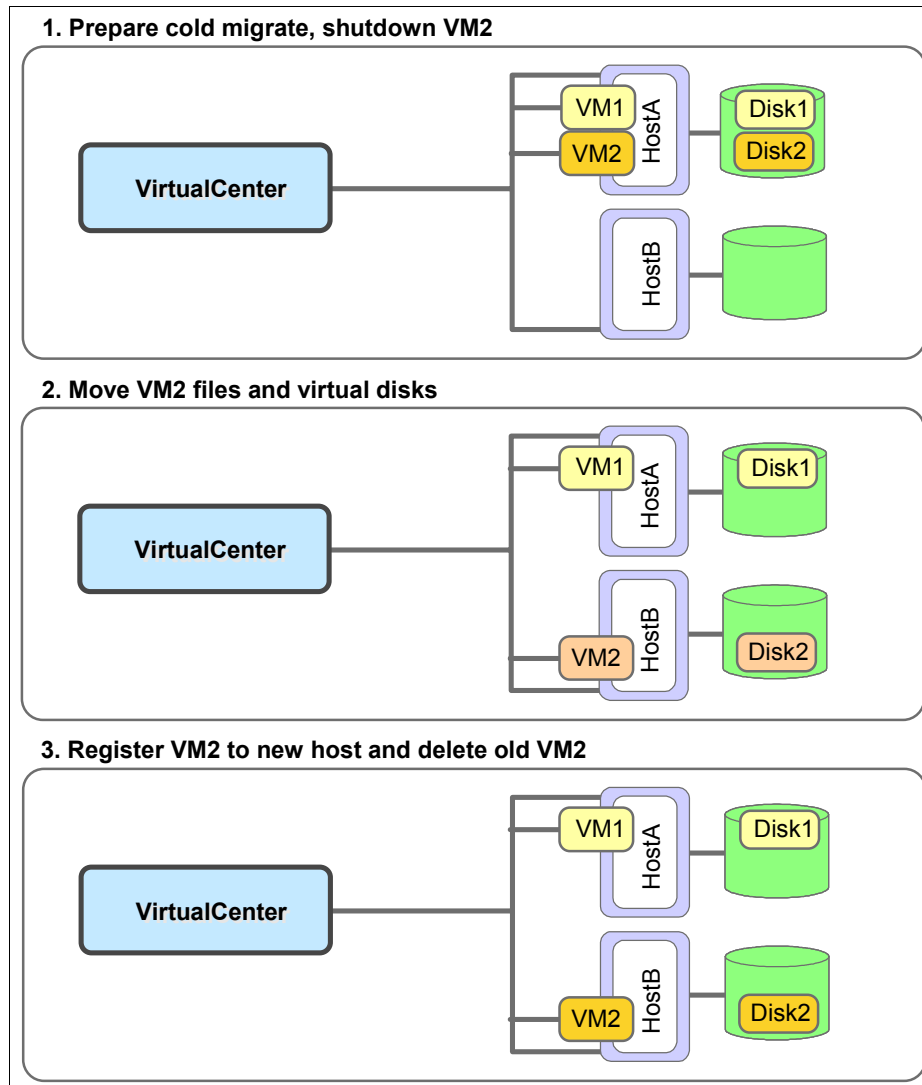 1. Prepare cold migrate, shutdown VM2
VM1
VM2
HostA
Disk1
Disk2
VirtualCenter
HostB
2. Move VM2 files and virtual disks
VM1
HostA
Disk1
VirtualCenter
VM2
HostB
Disk2
3. Register VM2 to new host and delete old VM2
VM1
HostA
Disk1
VirtualCenter
VM2
HostB
Disk2